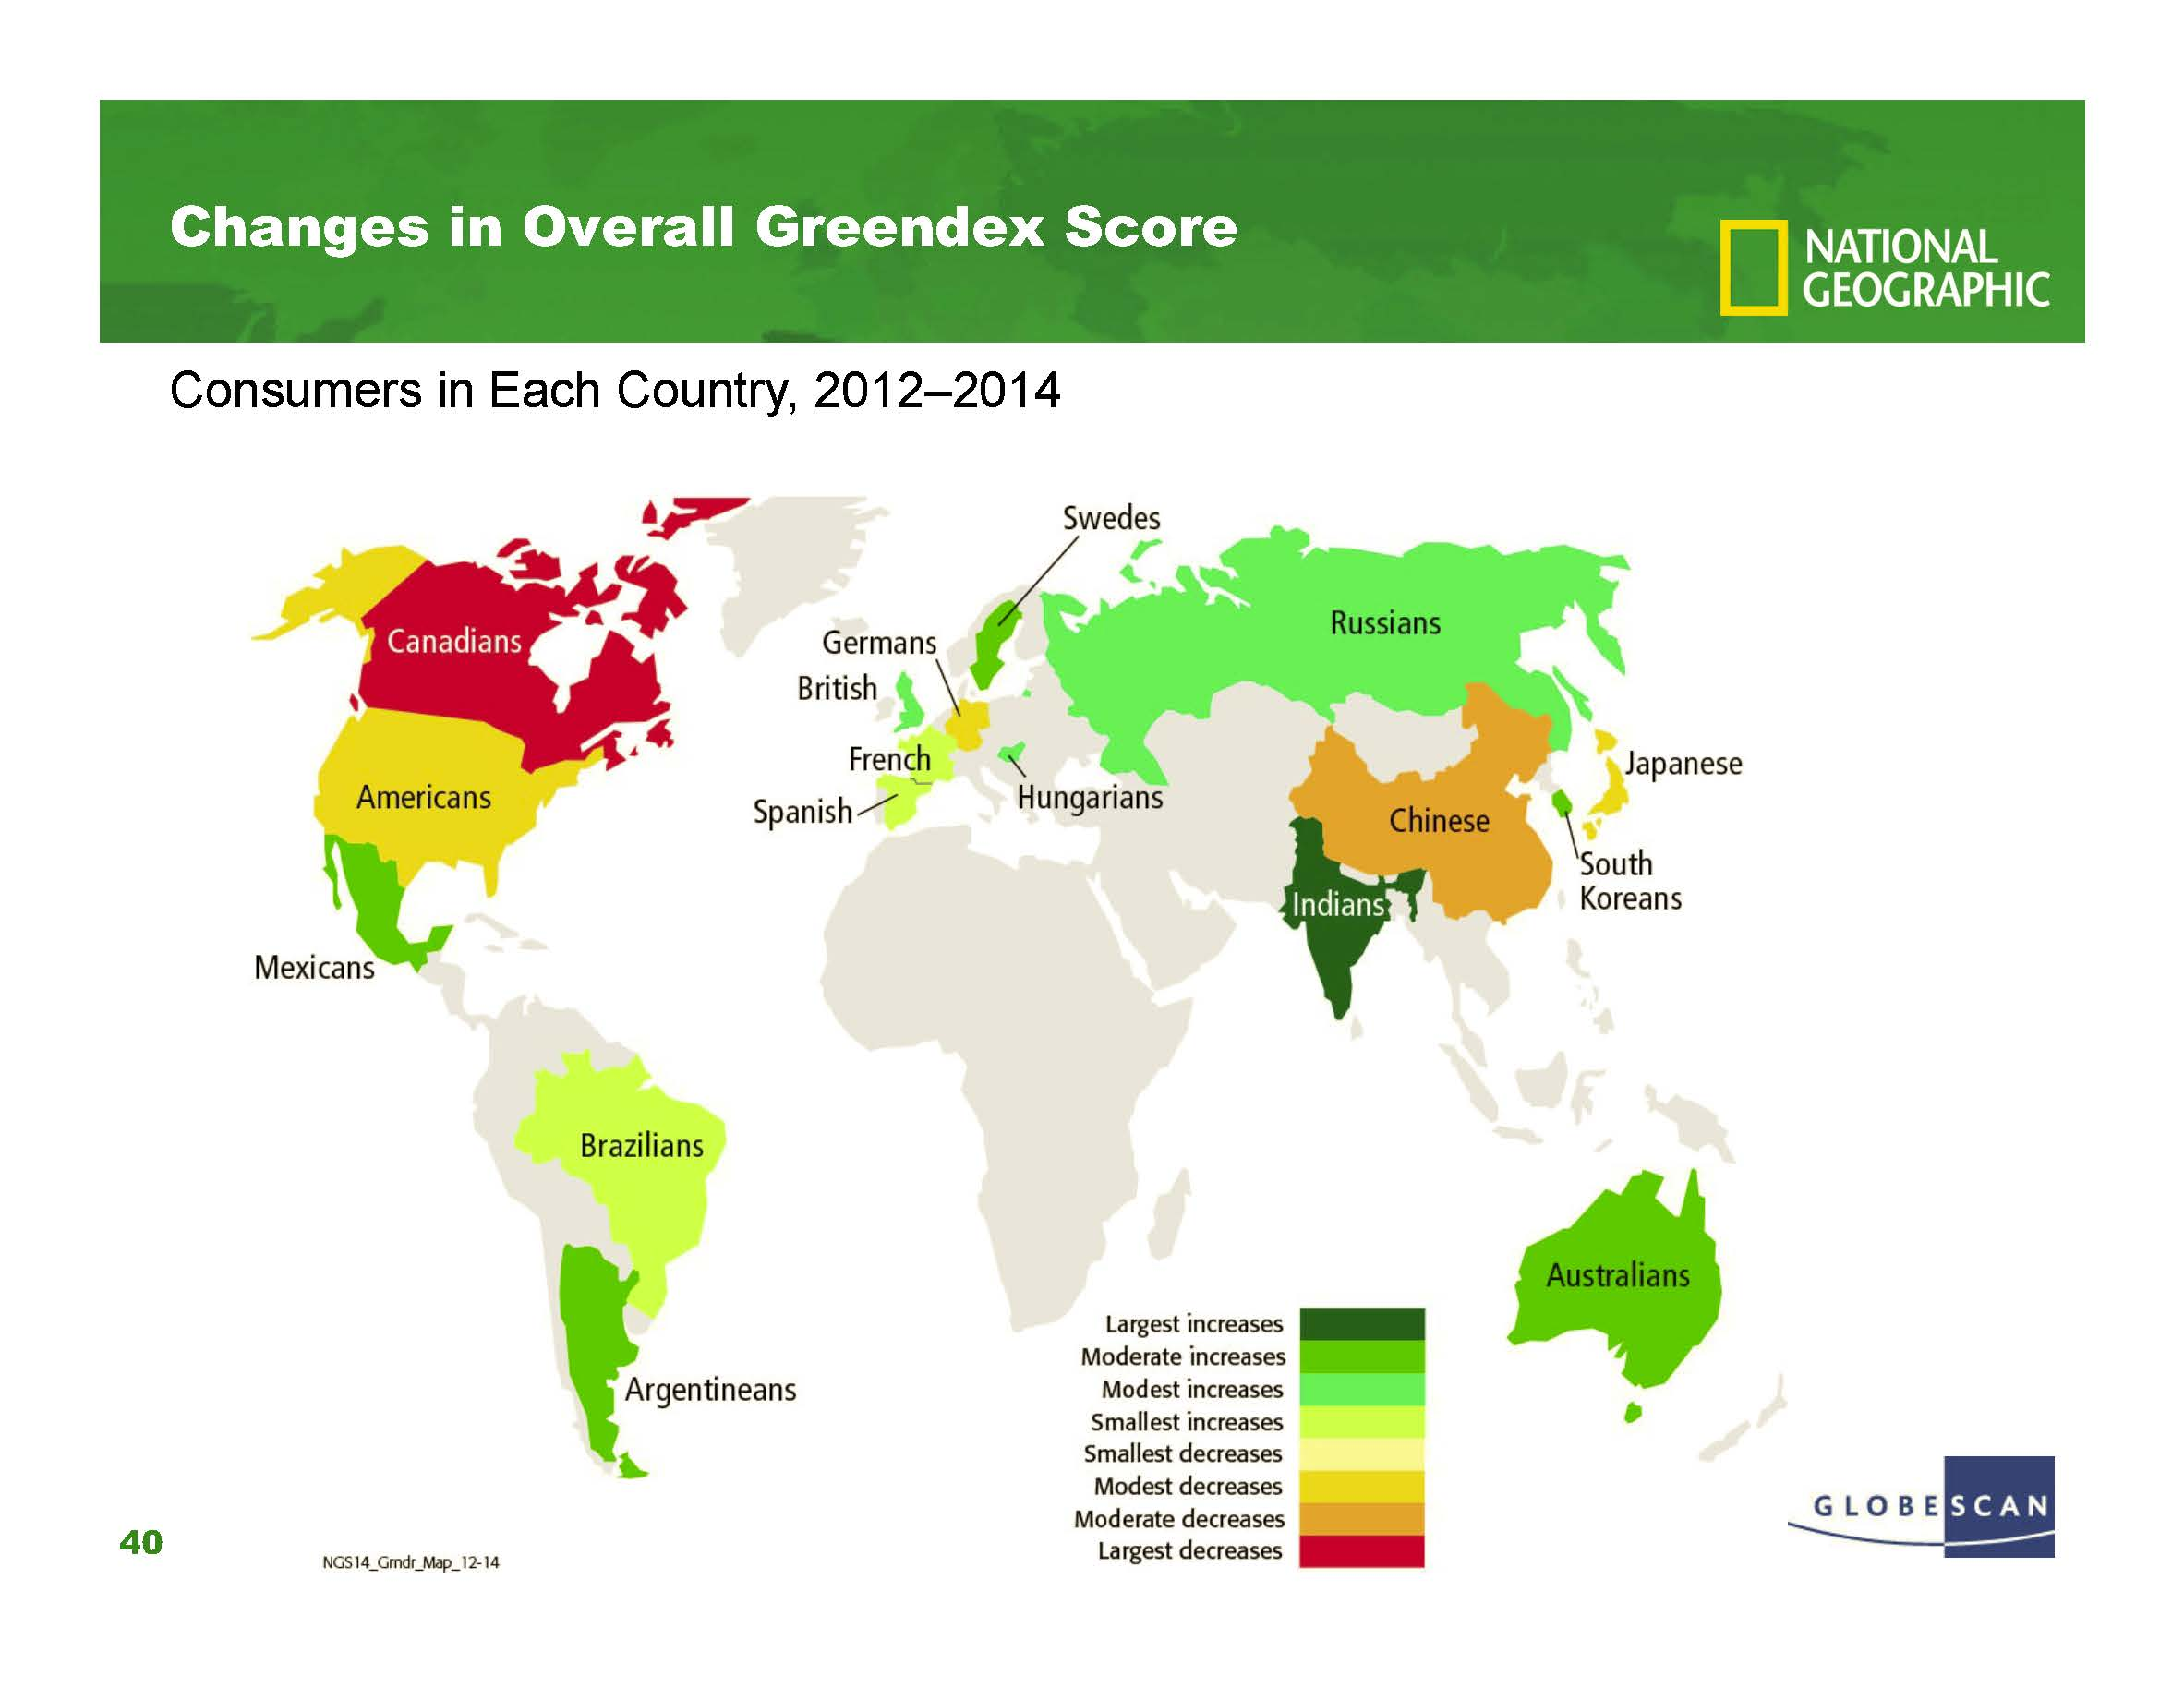 Changes in Overall Greendex Score
NATIONAL
GEOGRAPHIC
Consumers in Each Country, 2012–2014
Swedes
Germans
Russians
Canadians
British
French
Japanese
Americans
Hungarians
Spanish
Chinese
South
Koreans
Indians
Mexicans
Brazilians
Australians
Argentineans
Largest increases
Moderate increases
Modest increases
Smallest increases
Smallest decreases
Modest decreases
Moderate decreases
Largest decreases
GLOBESCAN
40
NGS14_Grndr_Map_12-14